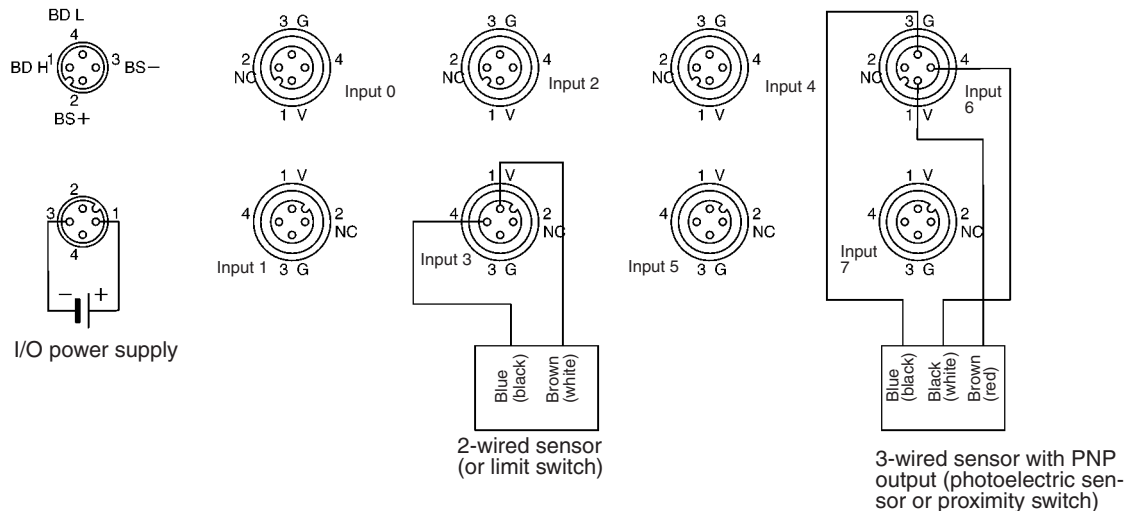 BD L
4
BD H 1
3 BS−
2
BS+
3 G
2
NC
4
Input 0
1 V
3 G
2
NC
4
Input 2
1 V
3 G
2
NC
4
Input 4
1 V
3 G
2
NC
4
Input
6
1 V
2
3
1
4
− +
I/O power supply
1 V
4
2
NC
Input 1
3 G
1 V
4
2
NC
Input 3
3 G
1 V
4
2
NC
Input 5
3 G
1 V
4
2
NC
Input
7
3 G
Blue
(black)
Brown
(white)
2-wired sensor
(or limit switch)
Blue
(black)
Black
(white)
Brown
(red)
3-wired sensor with PNP
output (photoelectric sen-
sor or proximity switch)